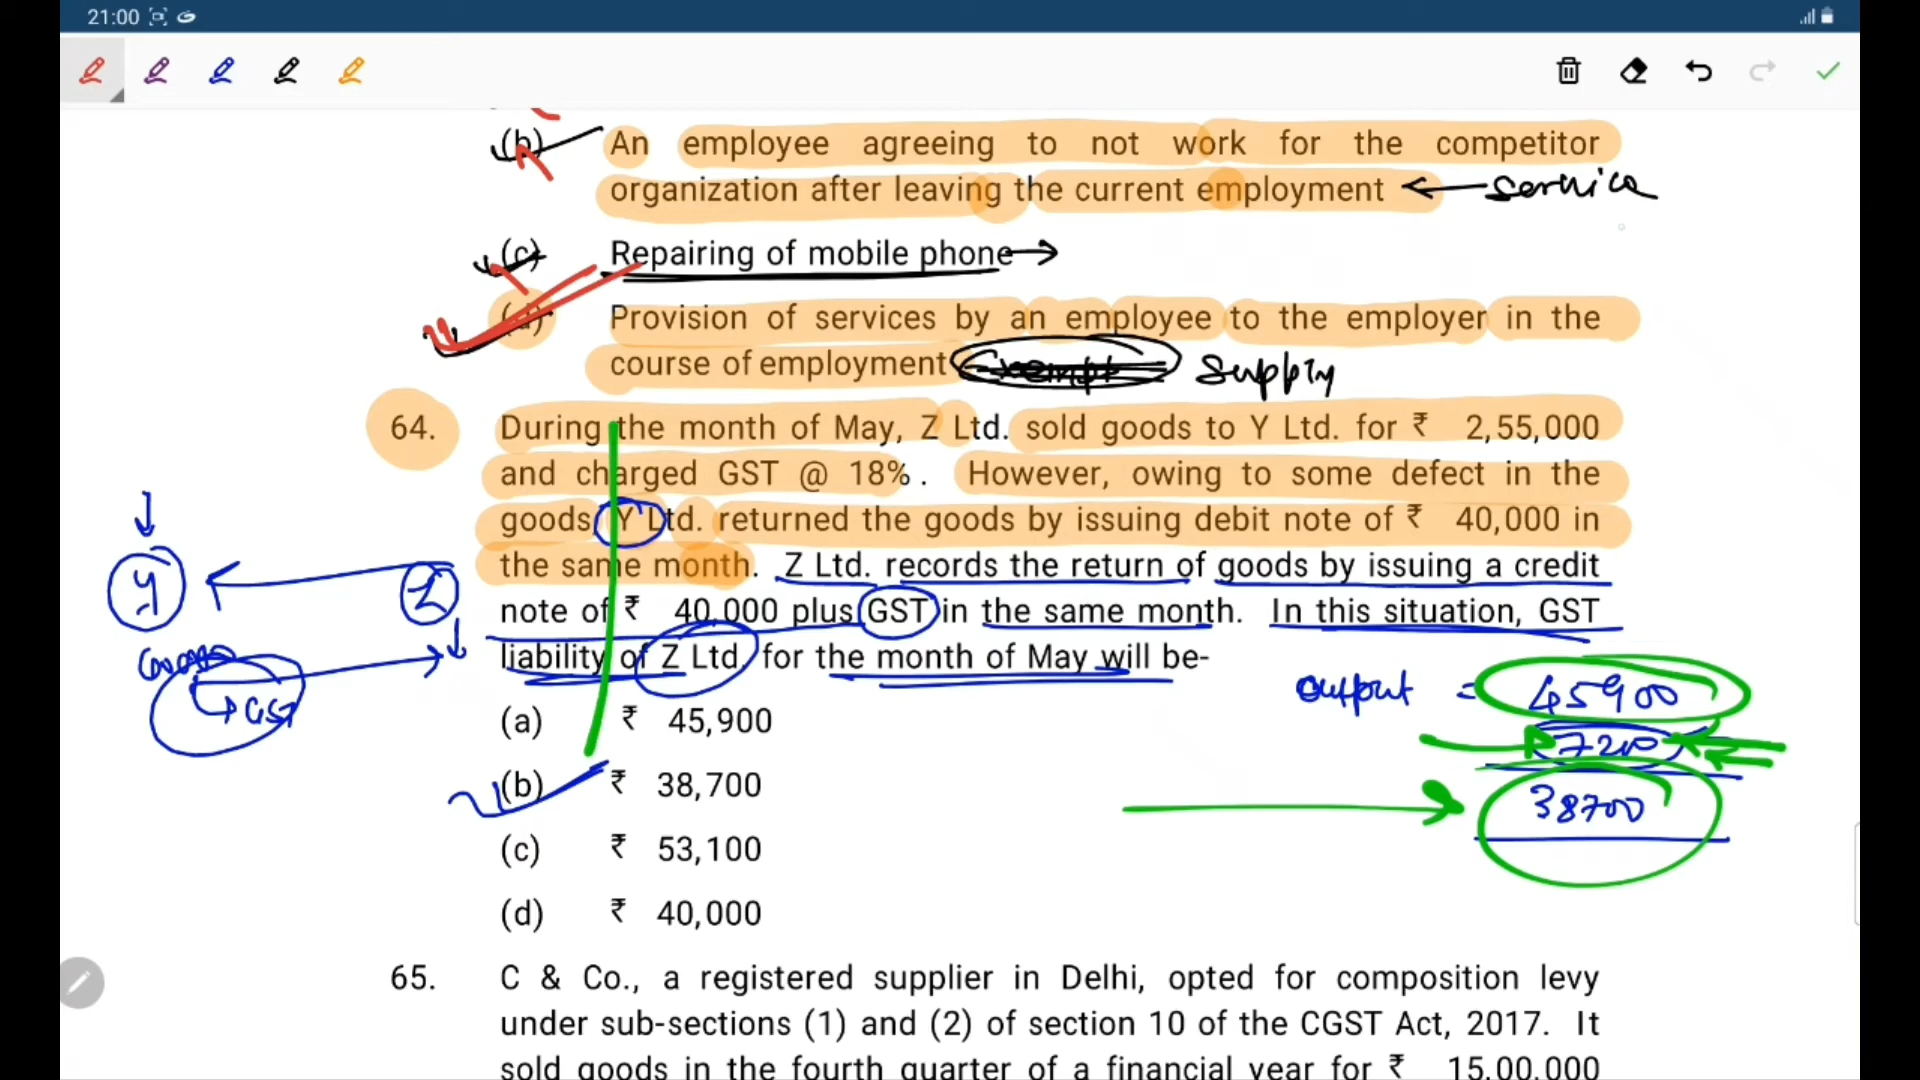 21:00
(b) An employee agreeing to not work for the competitor
organization after leaving the current employment ← service
(c) Repairing of mobile phone →
(d) Provision of services by an employee to the employer in the
course of employment Exempt Supply
64. During the month of May, Z Ltd. sold goods to Y Ltd. for ₹ 2,55,000
and charged GST @ 18% . However, owing to some defect in the
goods Y Ltd. returned the goods by issuing debit note of ₹ 40,000 in
the same month. Z Ltd. records the return of goods by issuing a credit
note of ₹ 40,000 plus GST in the same month. In this situation, GST
liability of Z Ltd. for the month of May will be-
Y Z
GST
output = 45900
7200
38700
(a) ₹ 45,900
(b) ₹ 38,700
(c) ₹ 53,100
(d) ₹ 40,000
65. C & Co., a registered supplier in Delhi, opted for composition levy
under sub-sections (1) and (2) of section 10 of the CGST Act, 2017. It
sold goods in the fourth quarter of a financial year for ₹ 15,00,000